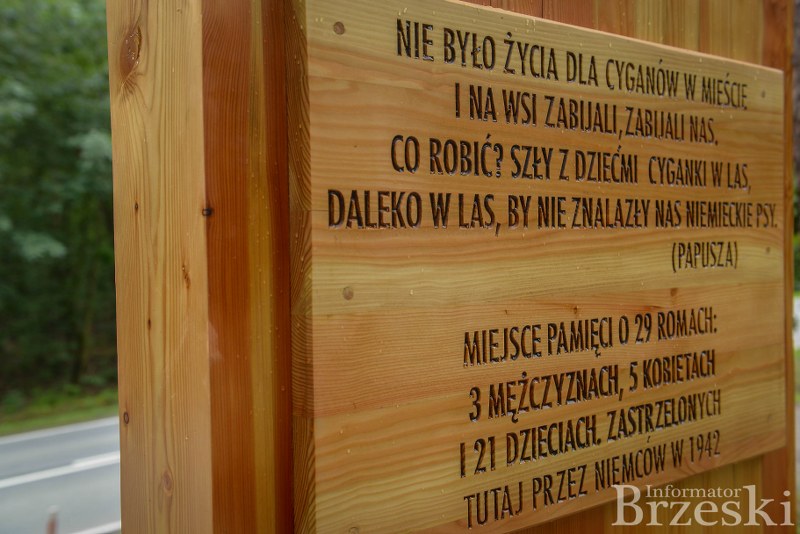 NIE BYŁO ŻYCIA DLA CYGANÓW W MIEŚCIE
I NA WSI ZABIJALI, ZABIJALI NAS.
CO ROBIĆ? SZŁY Z DZIEĆMI CYGANKI W LAS,
DALEKO W LAS, BY NIE ZNALAZŁY NAS NIEMIECKIE PSY.
(PAPUSZA)
MIEJSCE PAMIĘCI O 29 ROMACH:
3 MĘŻCZYZNACH, 5 KOBIETACH
I 21 DZIECIACH. ZASTRZELONYCH
TUTAJ PRZEZ NIEMCÓW W 1942
Informator
Brzeski